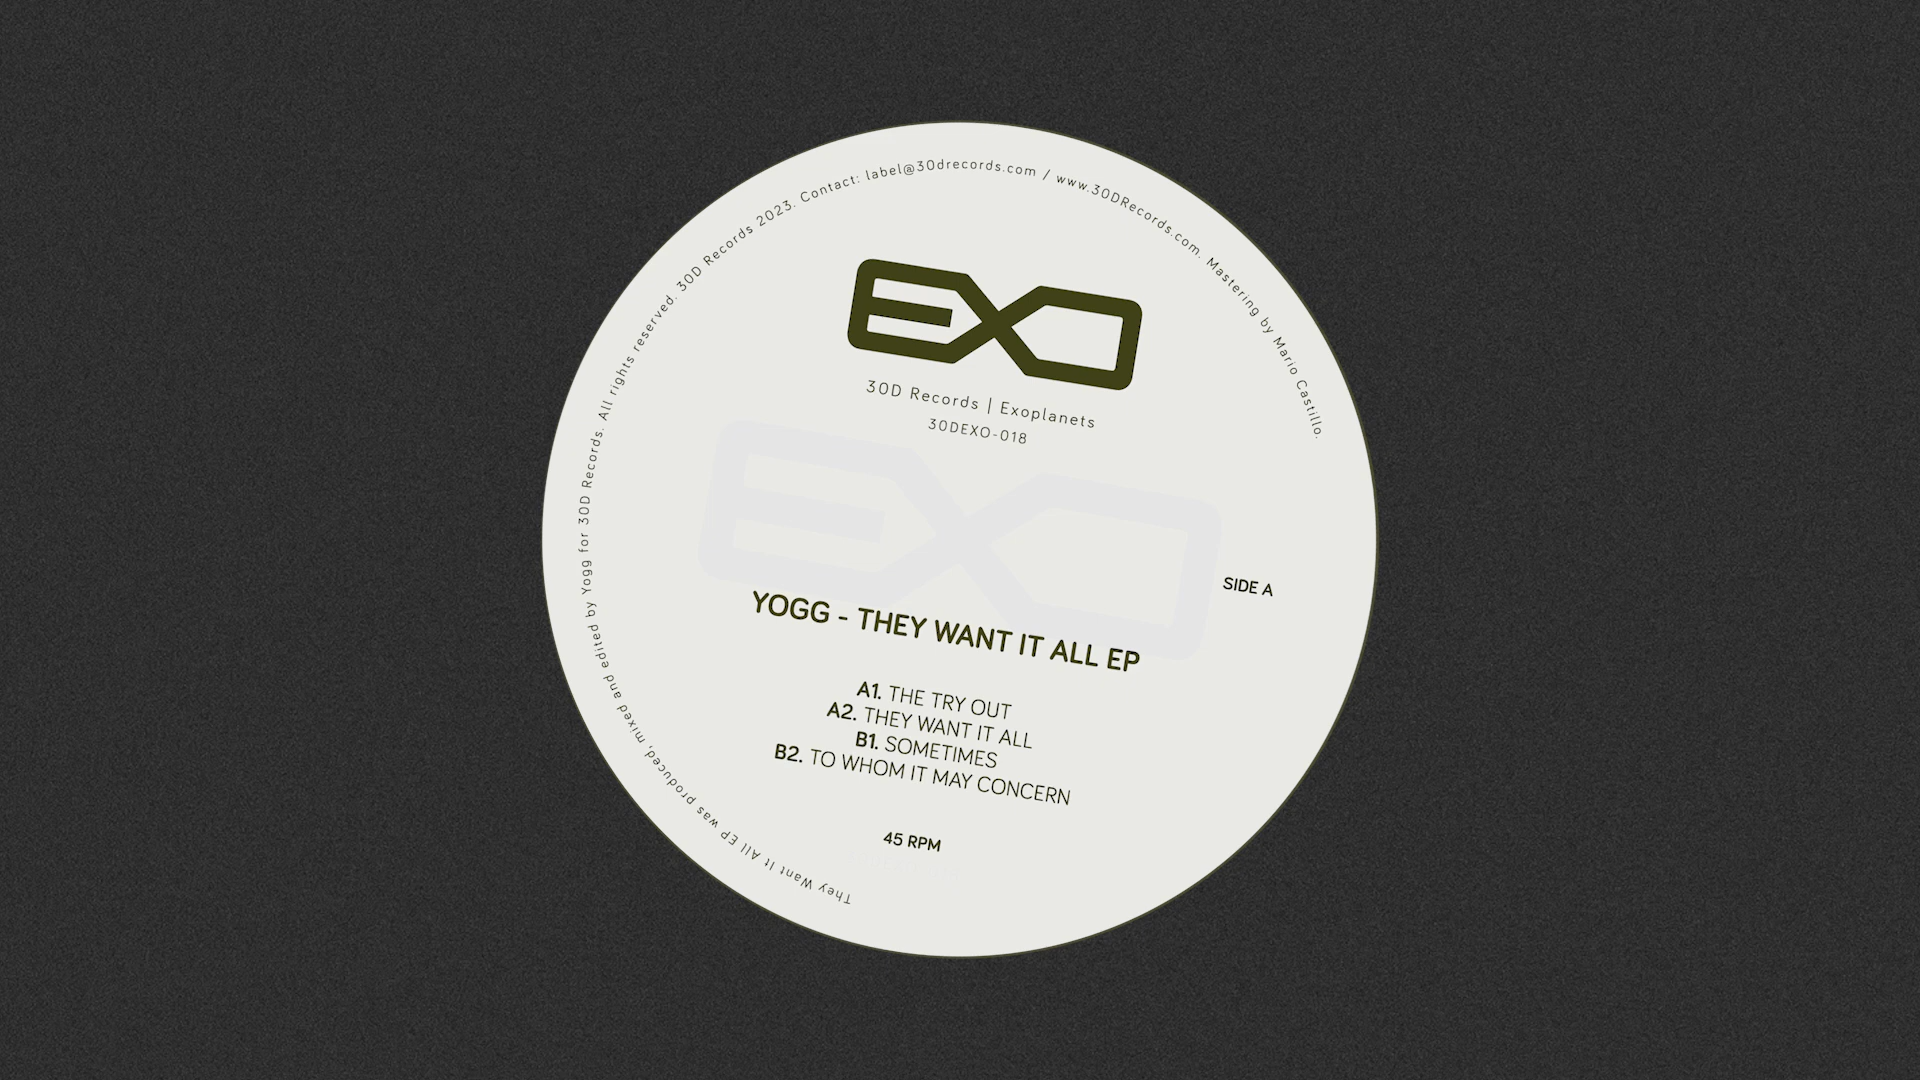 They Want It All EP was produced, mixed and edited by Yogg for 30D Records. All rights reserved. 30D Records 2023. Contact: label@30drecords.com / www.30DRecords.com. Mastering by Mario Castillo.
EXO
30D Records | Exoplanets
30DEXO-018
EXO
SIDE A
YOGG - THEY WANT IT ALL EP
A1. THE TRY OUT
A2. THEY WANT IT ALL
B1. SOMETIMES
B2. TO WHOM IT MAY CONCERN
45 RPM